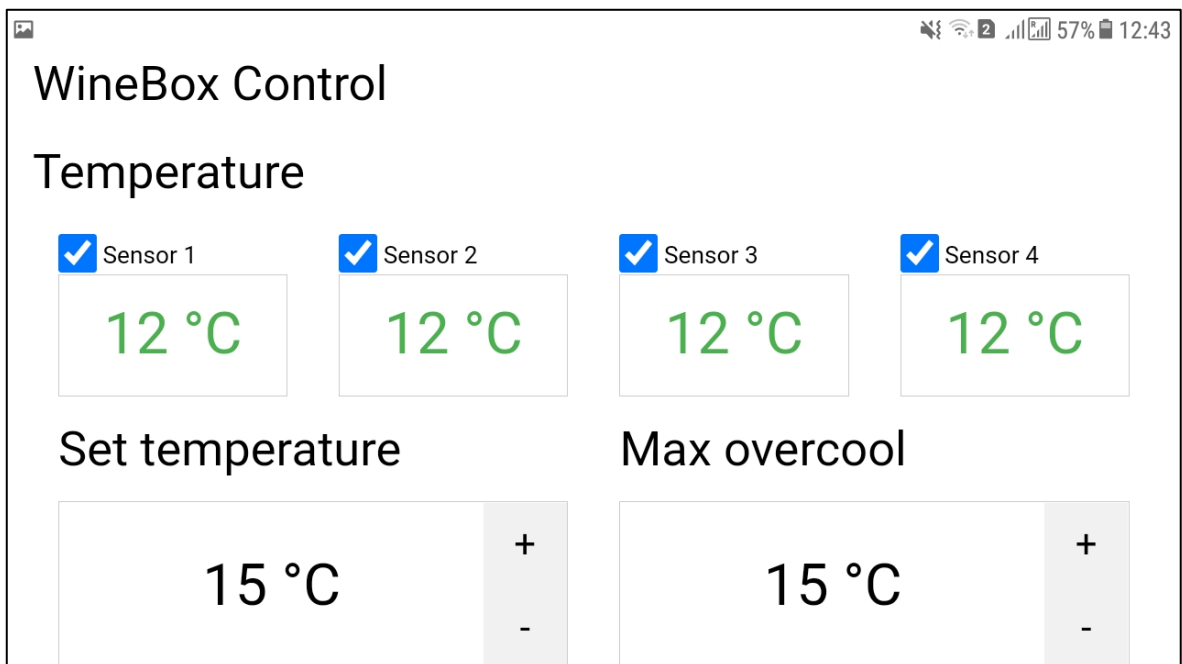 2 R 57% 12:43
WineBox Control
Temperature
Sensor 1 Sensor 2 Sensor 3 Sensor 4
12 °C 12 °C 12 °C 12 °C
Set temperature Max overcool
+ +
15 °C 15 °C
- -